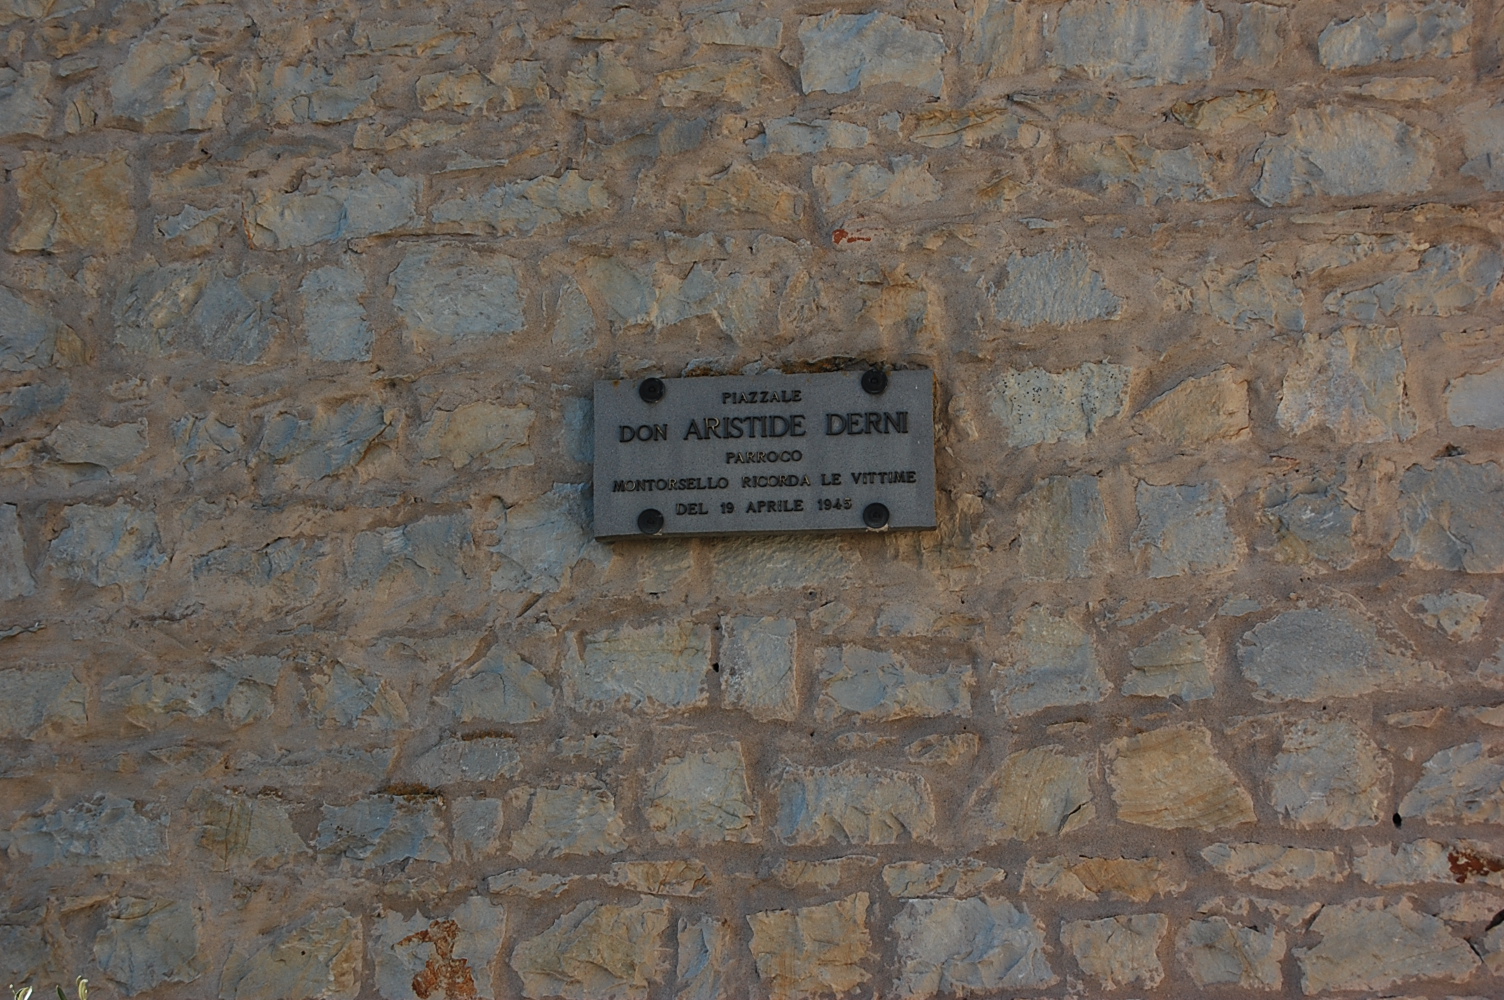 PIAZZALE
DON ARISTIDE DERNI
PARROCO
MONTORSELLO RICORDA LE VITTIME
DEL 19 APRILE 1945